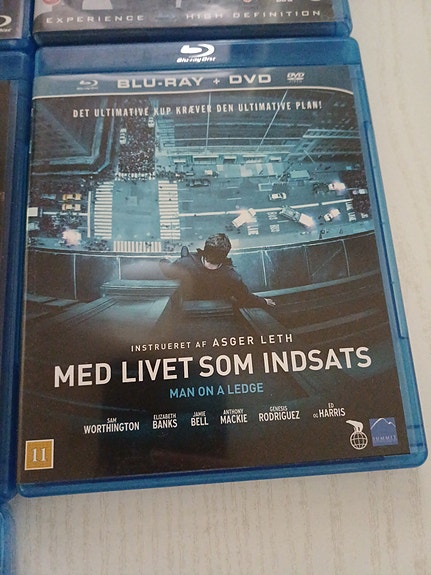 EXPERIENCE HIGH DEFINITION
Blu-ray Disc
BLU-RAY + DVD
DVD
DET ULTIMATIVE KUP KRÆVER DEN ULTIMATIVE PLAN!
INSTRUERET AF ASGER LETH
MED LIVET SOM INDSATS
MAN ON A LEDGE
SAM WORTHINGTON
ELIZABETH BANKS
JAMIE BELL
ANTHONY MACKIE
GENESIS RODRIGUEZ
OG ED HARRIS
11
SUMMIT